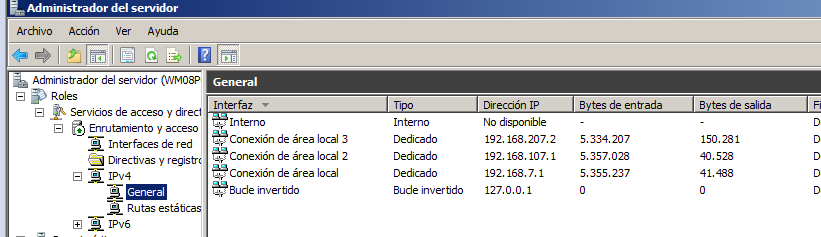 Administrador del servidor
Archivo Acción Ver Ayuda
Administrador del servidor (WM08P
Roles
Servicios de acceso y direct
Enrutamiento y acceso
Interfaces de red
Directivas y registro
IPv4
General
Rutas estáticas
IPv6
General
Interfaz Tipo Dirección IP Bytes de entrada Bytes de salida Fi
Interno Interno No disponible - - D
Conexión de área local 3 Dedicado 192.168.207.2 5.334.207 150.281 D
Conexión de área local 2 Dedicado 192.168.107.1 5.357.028 40.528 D
Conexión de área local Dedicado 192.168.7.1 5.355.237 41.488 D
Bucle invertido Bucle invertido 127.0.0.1 0 0 D